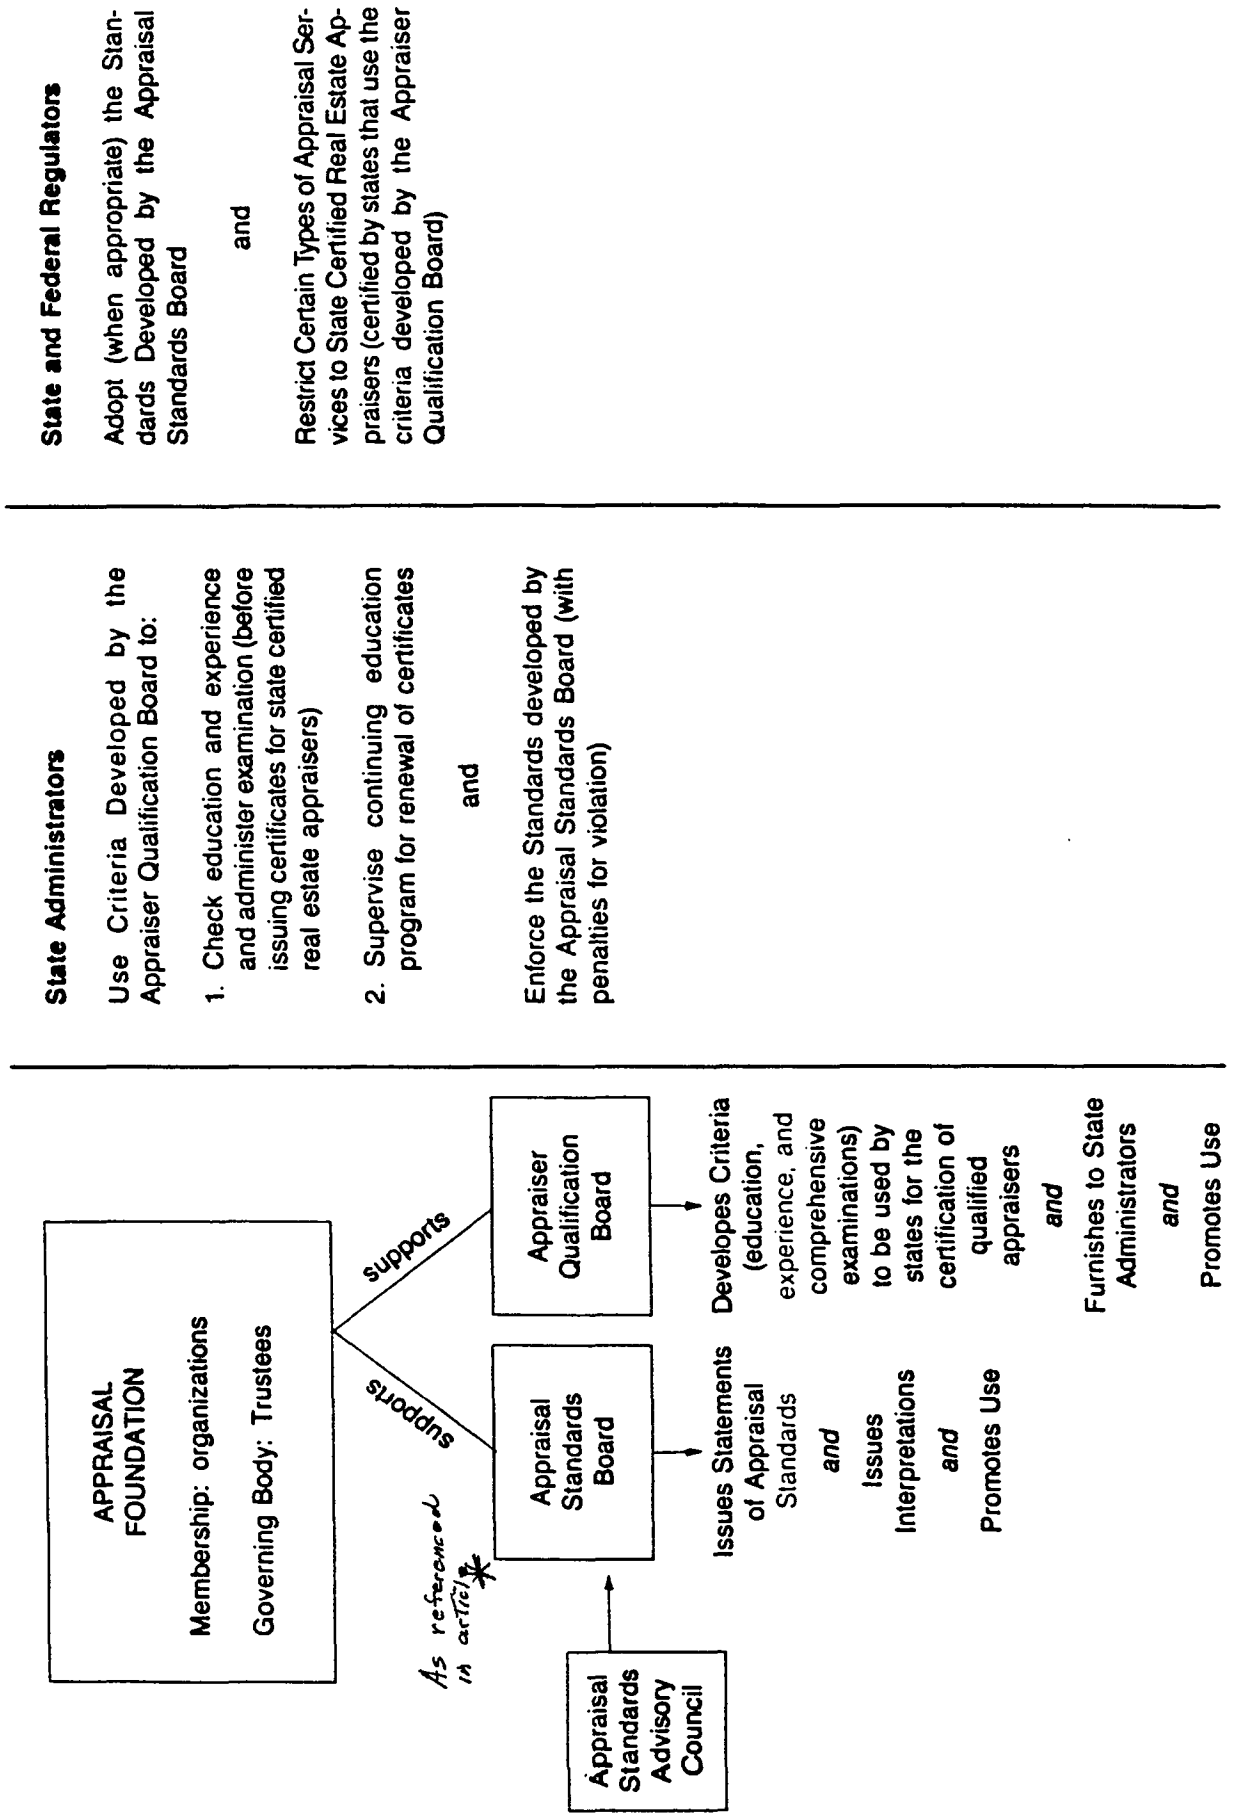 APPRAISAL
FOUNDATION
Membership: organizations
Governing Body: Trustees
supports
supports
As referenced
in article
*
Appraisal
Standards
Advisory
Council
Appraisal
Standards
Board
Appraiser
Qualification
Board
Issues Statements
of Appraisal
Standards
and
Issues
Interpretations
and
Promotes Use
Developes Criteria
(education,
experience, and
comprehensive
examinations)
to be used by
states for the
certification of
qualified
appraisers
and
Furnishes to State
Administrators
and
Promotes Use
State Administrators
Use Criteria Developed by the
Appraiser Qualification Board to:
1. Check education and experience
and administer examination (before
issuing certificates for state certified
real estate appraisers)
2. Supervise continuing education
program for renewal of certificates
and
Enforce the Standards developed by
the Appraisal Standards Board (with
penalties for violation)
State and Federal Regulators
Adopt (when appropriate) the Stan-
dards Developed by the Appraisal
Standards Board
and
Restrict Certain Types of Appraisal Ser-
vices to State Certified Real Estate Ap-
praisers (certified by states that use the
criteria developed by the Appraiser
Qualification Board)